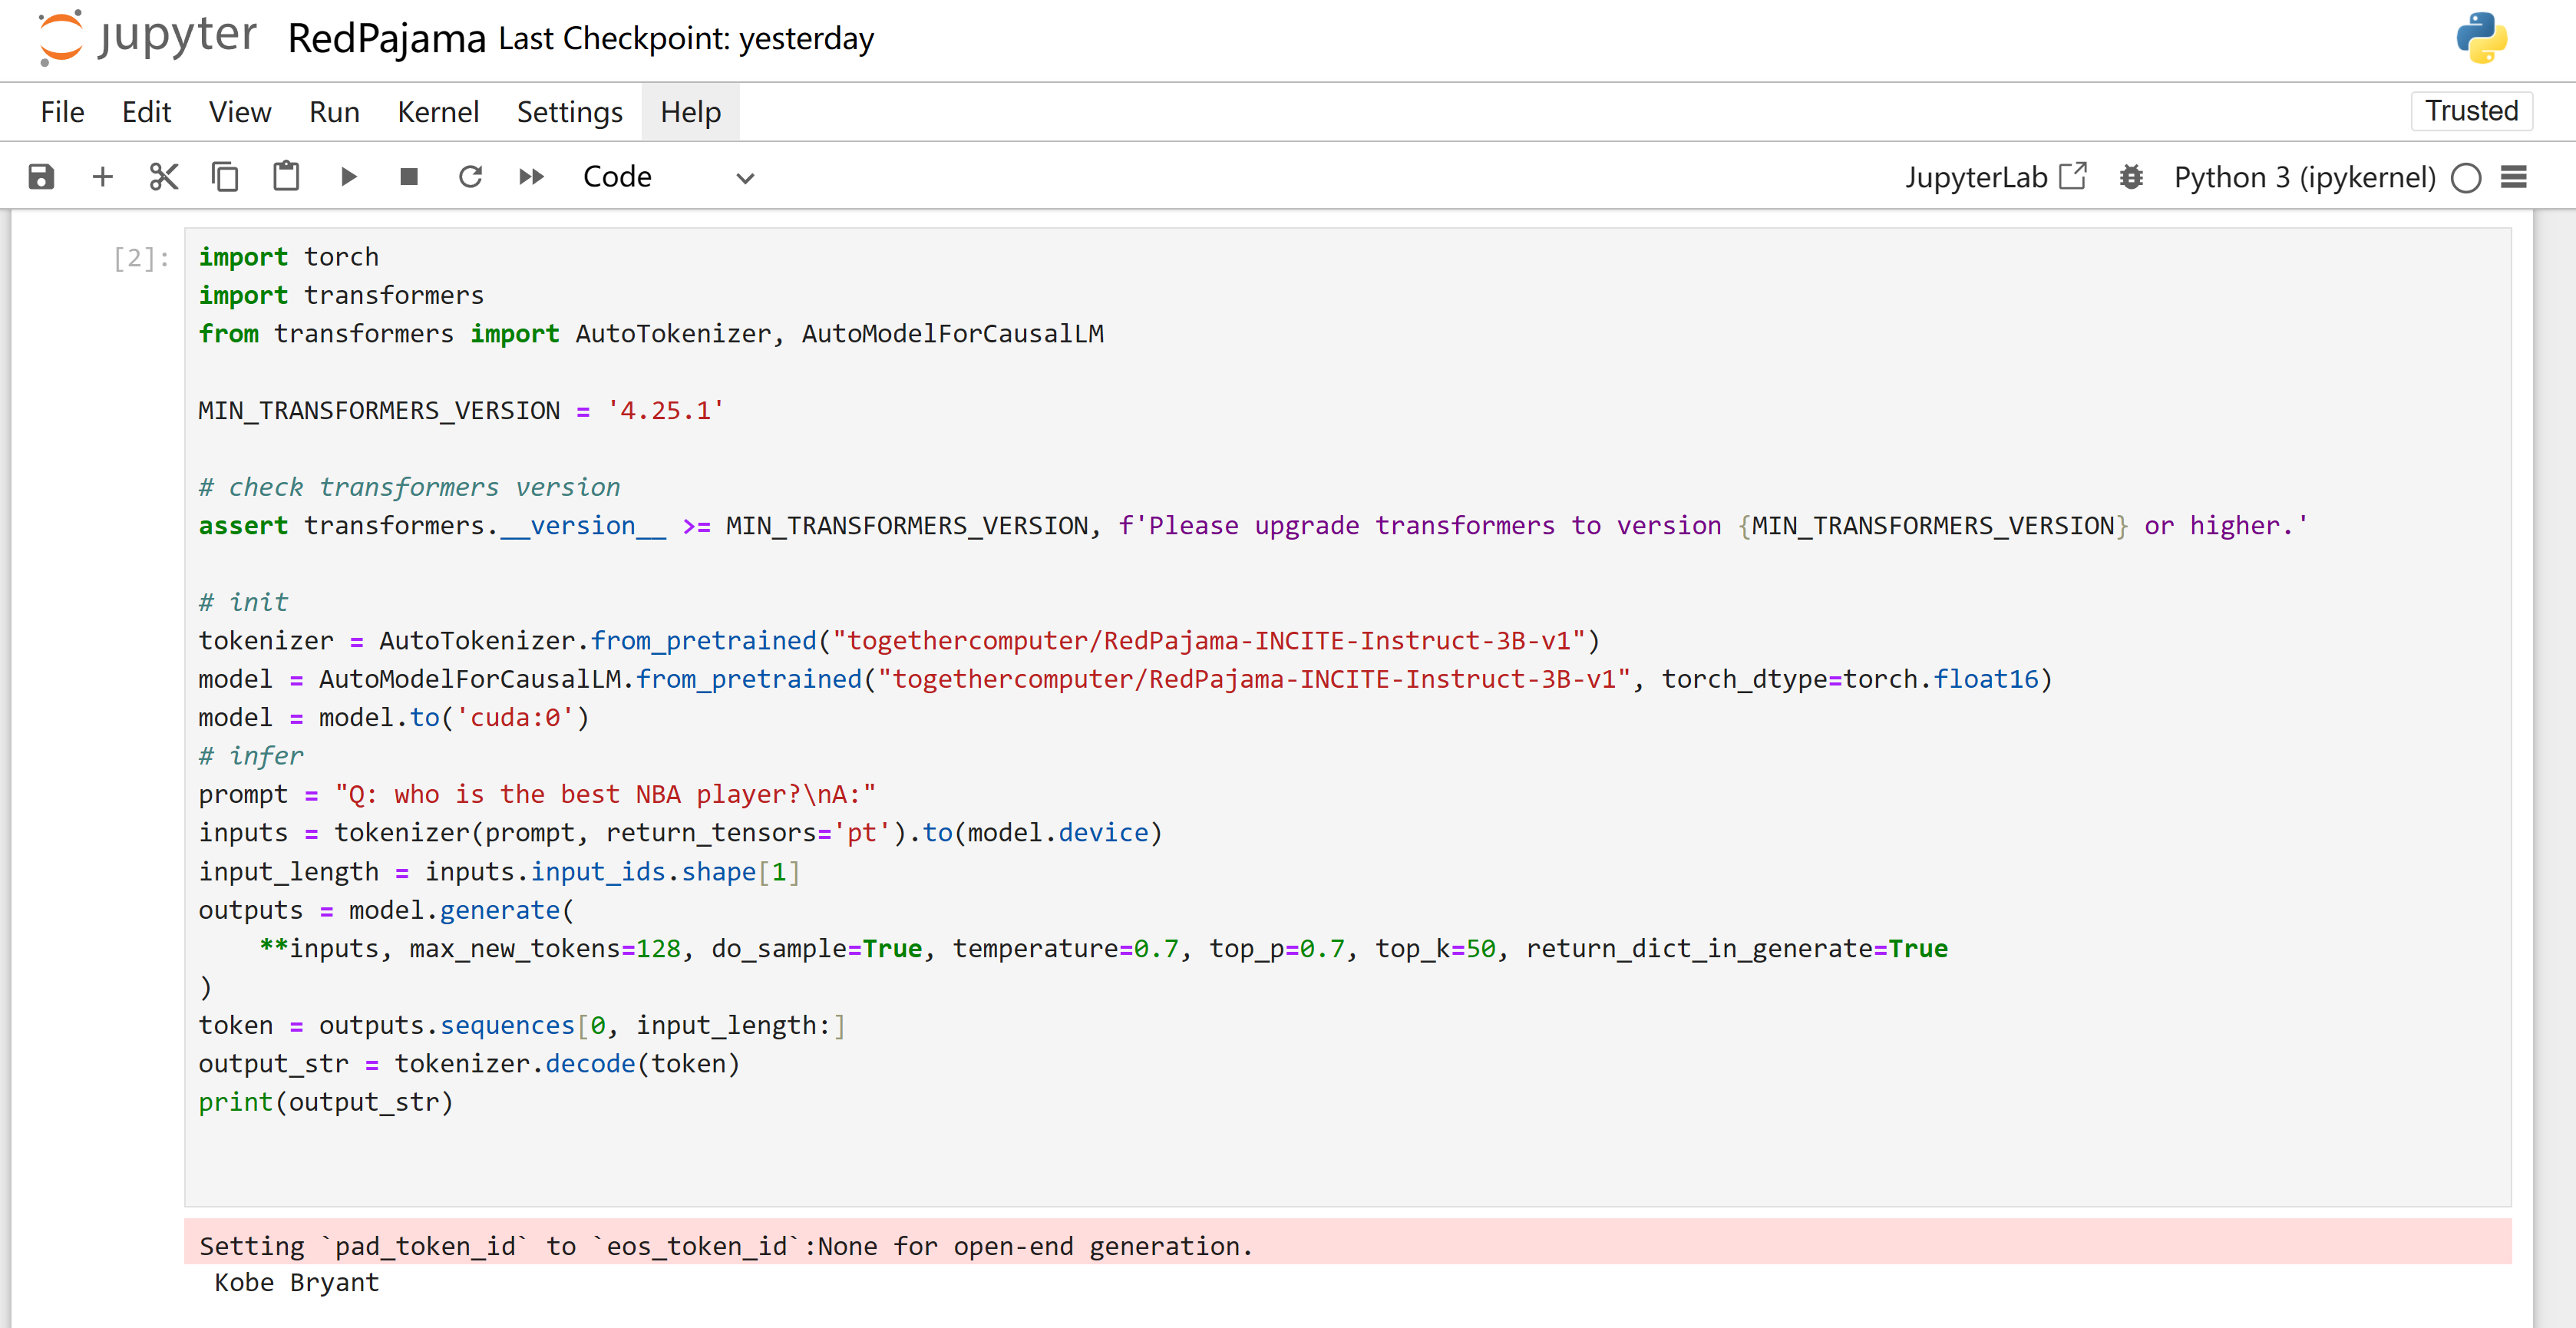 jupyter RedPajama Last Checkpoint: yesterday
File Edit View Run Kernel Settings Help Trusted
Code JupyterLab Python 3 (ipykernel)
[2]: import torch
import transformers
from transformers import AutoTokenizer, AutoModelForCausalLM
MIN_TRANSFORMERS_VERSION = '4.25.1'
# check transformers version
assert transformers.__version__ >= MIN_TRANSFORMERS_VERSION, f'Please upgrade transformers to version {MIN_TRANSFORMERS_VERSION} or higher.'
# init
tokenizer = AutoTokenizer.from_pretrained("togethercomputer/RedPajama-INCITE-Instruct-3B-v1")
model = AutoModelForCausalLM.from_pretrained("togethercomputer/RedPajama-INCITE-Instruct-3B-v1", torch_dtype=torch.float16)
model = model.to('cuda:0')
# infer
prompt = "Q: who is the best NBA player?\nA:"
inputs = tokenizer(prompt, return_tensors='pt').to(model.device)
input_length = inputs.input_ids.shape[1]
outputs = model.generate(
    **inputs, max_new_tokens=128, do_sample=True, temperature=0.7, top_p=0.7, top_k=50, return_dict_in_generate=True
)
token = outputs.sequences[0, input_length:]
output_str = tokenizer.decode(token)
print(output_str)
Setting `pad_token_id` to `eos_token_id`:None for open-end generation.
Kobe Bryant